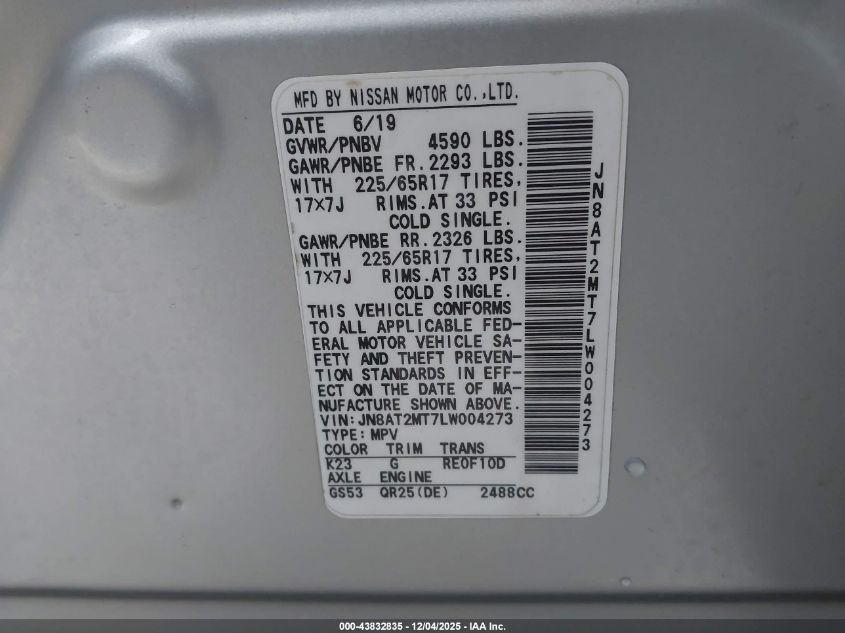 MFD BY NISSAN MOTOR CO.,LTD.
DATE 6/19
GVWR/PNBV 4590 LBS.
GAWR/PNBE FR. 2293 LBS.
WITH 225/65R17 TIRES,
17×7J RIMS.AT 33 PSI
COLD SINGLE.
GAWR/PNBE RR. 2326 LBS.
WITH 225/65R17 TIRES,
17×7J RIMS.AT 33 PSI
COLD SINGLE.
THIS VEHICLE CONFORMS
TO ALL APPLICABLE FED-
ERAL MOTOR VEHICLE SA-
FETY AND THEFT PREVEN-
TION STANDARDS IN EFF-
ECT ON THE DATE OF MA-
NUFACTURE SHOWN ABOVE.
VIN:JN8AT2MT7LW004273
TYPE:MPV
COLOR TRIM TRANS
K23 G RE0F10D
AXLE ENGINE
GS53 QR25(DE) 2488CC
JN8AT2MT7LW004273
000-43832835 - 12/04/2025 - IAA Inc.